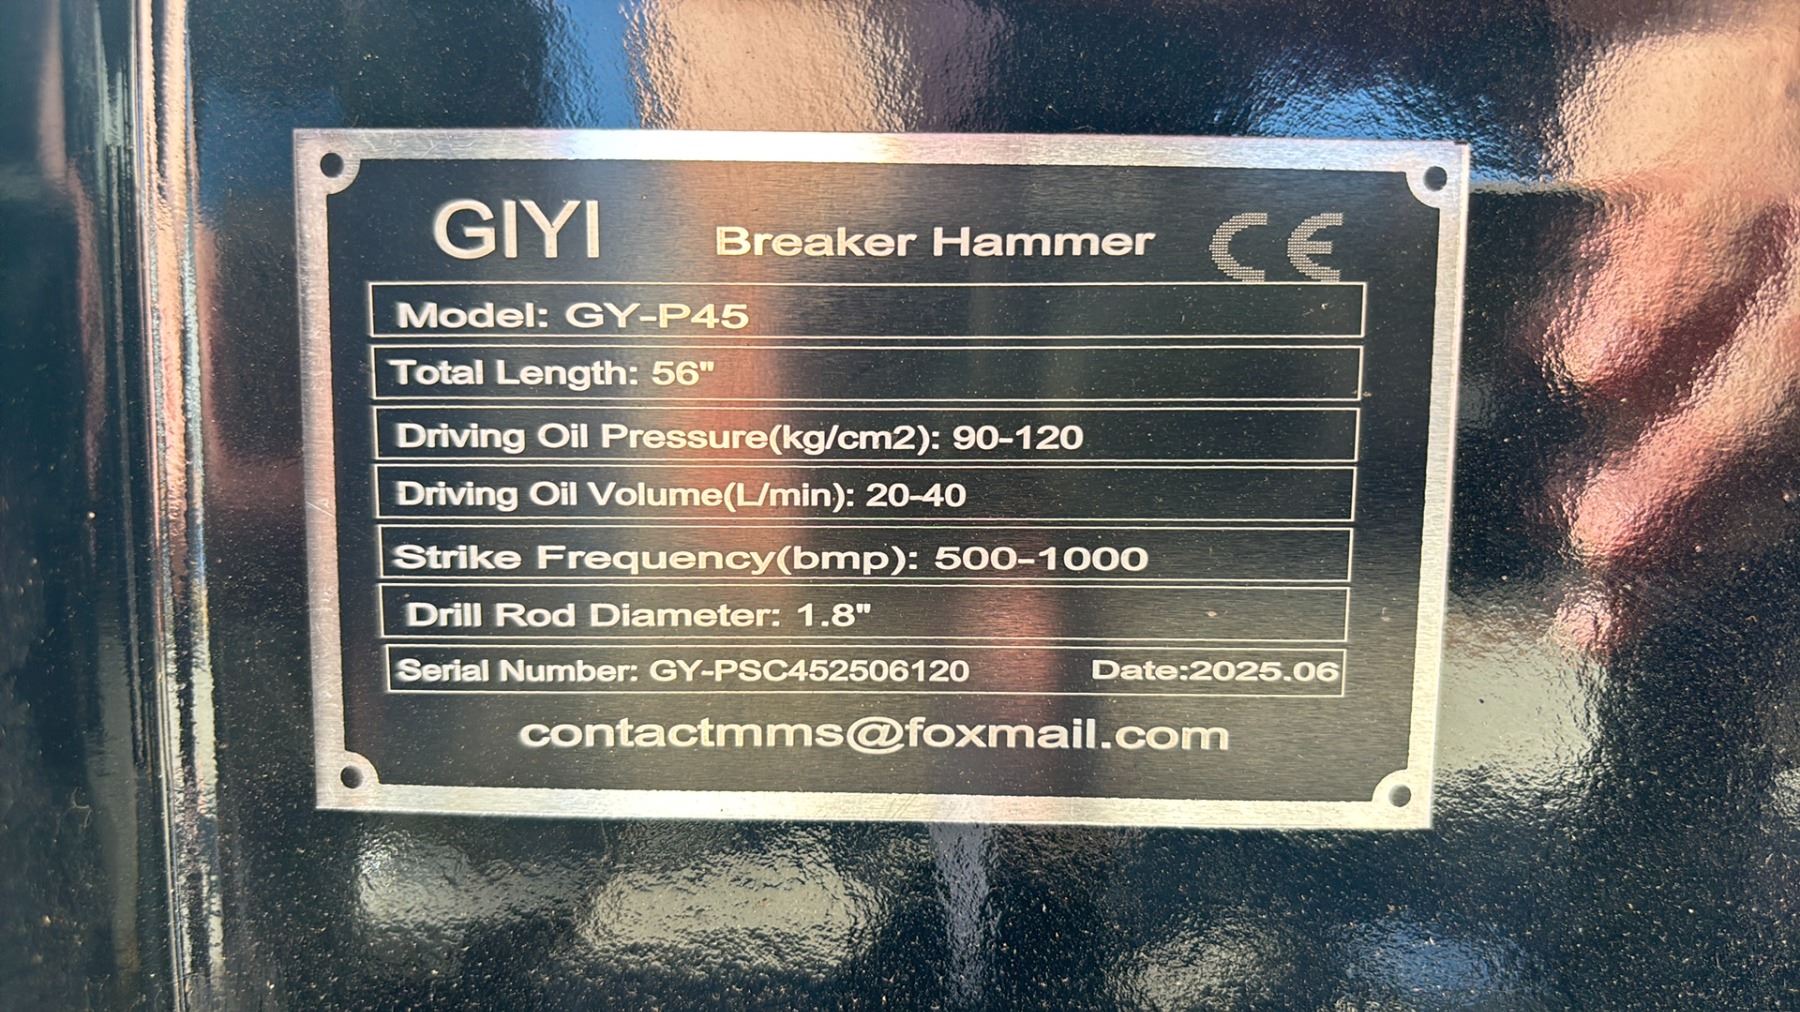 GIYI Breaker Hammer CE
Model: GY-P45
Total Length: 56"
Driving Oil Pressure(kg/cm2): 90-120
Driving Oil Volume(L/min): 20-40
Strike Frequency(bmp): 500-1000
Drill Rod Diameter: 1.8"
Serial Number: GY-PSC452506120 Date:2025.06
contactmms@foxmail.com